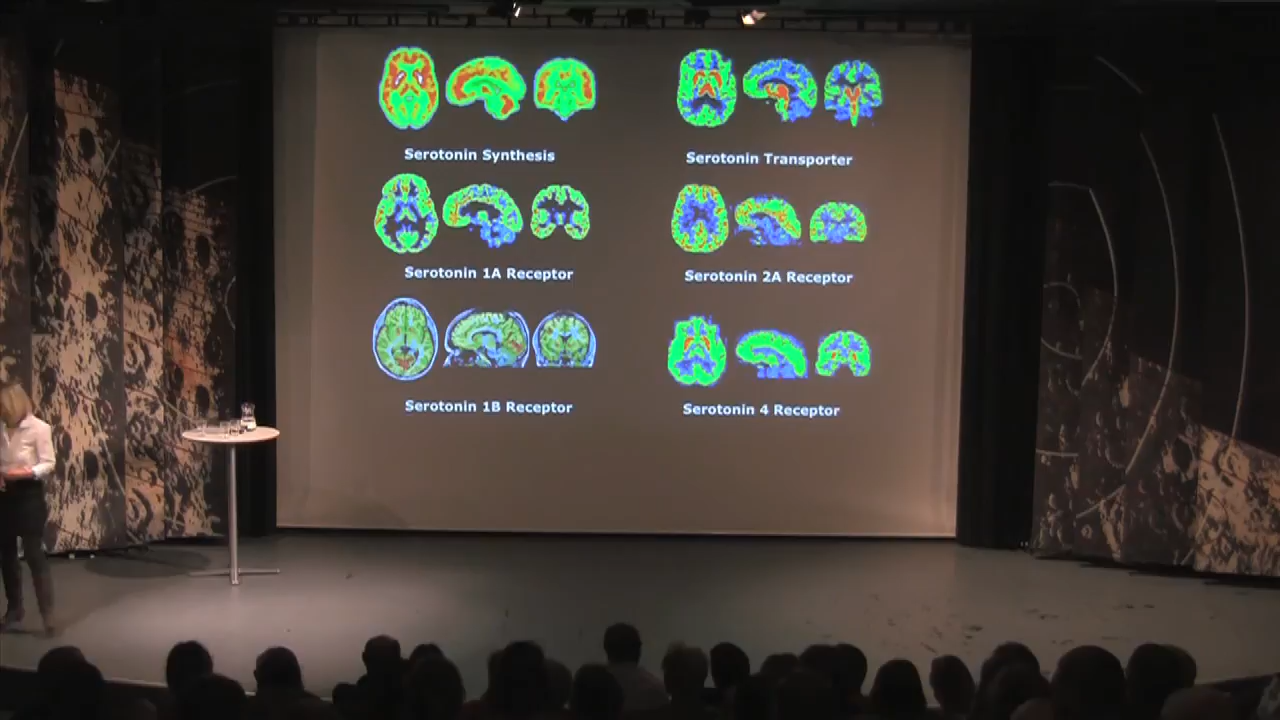 Serotonin Synthesis
Serotonin Transporter
Serotonin 1A Receptor
Serotonin 2A Receptor
Serotonin 1B Receptor
Serotonin 4 Receptor